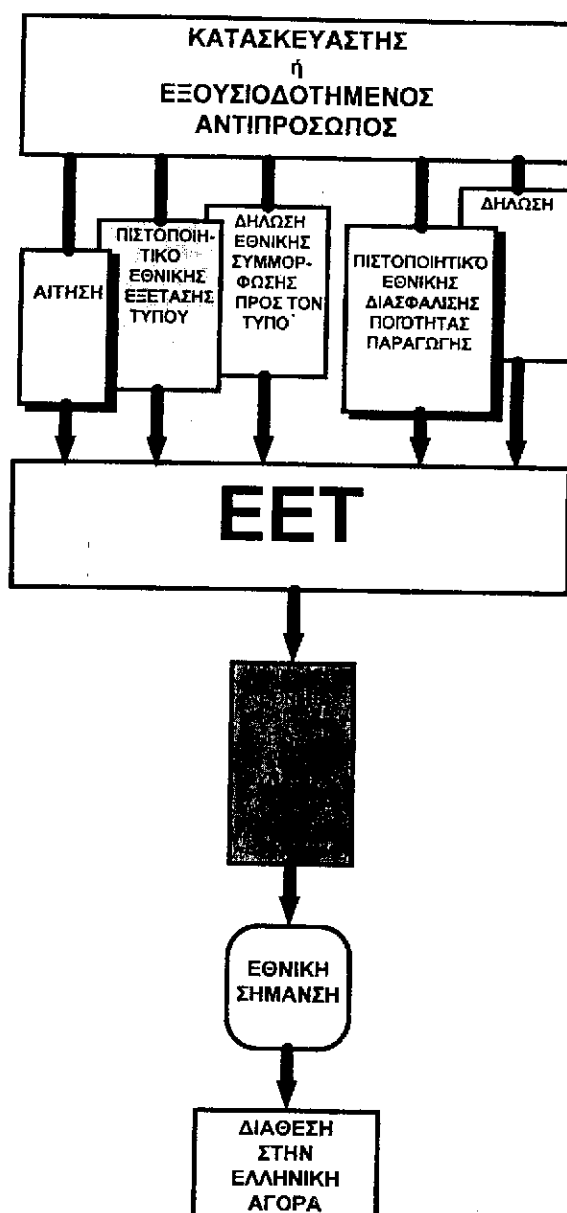 ΚΑΤΑΣΚΕΥΑΣΤΗΣ
ή
ΕΞΟΥΣΙΟΔΟΤΗΜΕΝΟΣ
ΑΝΤΙΠΡΟΣΩΠΟΣ
ΑΙΤΗΣΗ
ΠΙΣΤΟΠΟΙΗ-
ΤΙΚΟ
ΕΘΝΙΚΗΣ
ΕΞΕΤΑΣΗΣ
ΤΥΠΟΥ
ΔΗΛΩΣΗ
ΕΘΝΙΚΗΣ
ΣΥΜΜΟΡ-
ΦΩΣΗΣ
ΠΡΟΣ ΤΟΝ
ΤΥΠΟ
ΠΙΣΤΟΠΟΙΗΤΙΚΟ
ΕΘΝΙΚΗΣ
ΔΙΑΣΦΑΛΙΣΗΣ
ΠΟΙΟΤΗΤΑΣ
ΠΑΡΑΓΩΓΗΣ
ΔΗΛΩΣΗ
ΕΕΤ
ΕΘΝΙΚΗ
ΣΗΜΑΝΣΗ
ΔΙΑΘΕΣΗ
ΣΤΗΝ
ΕΛΛΗΝΙΚΗ
ΑΓΟΡΑ